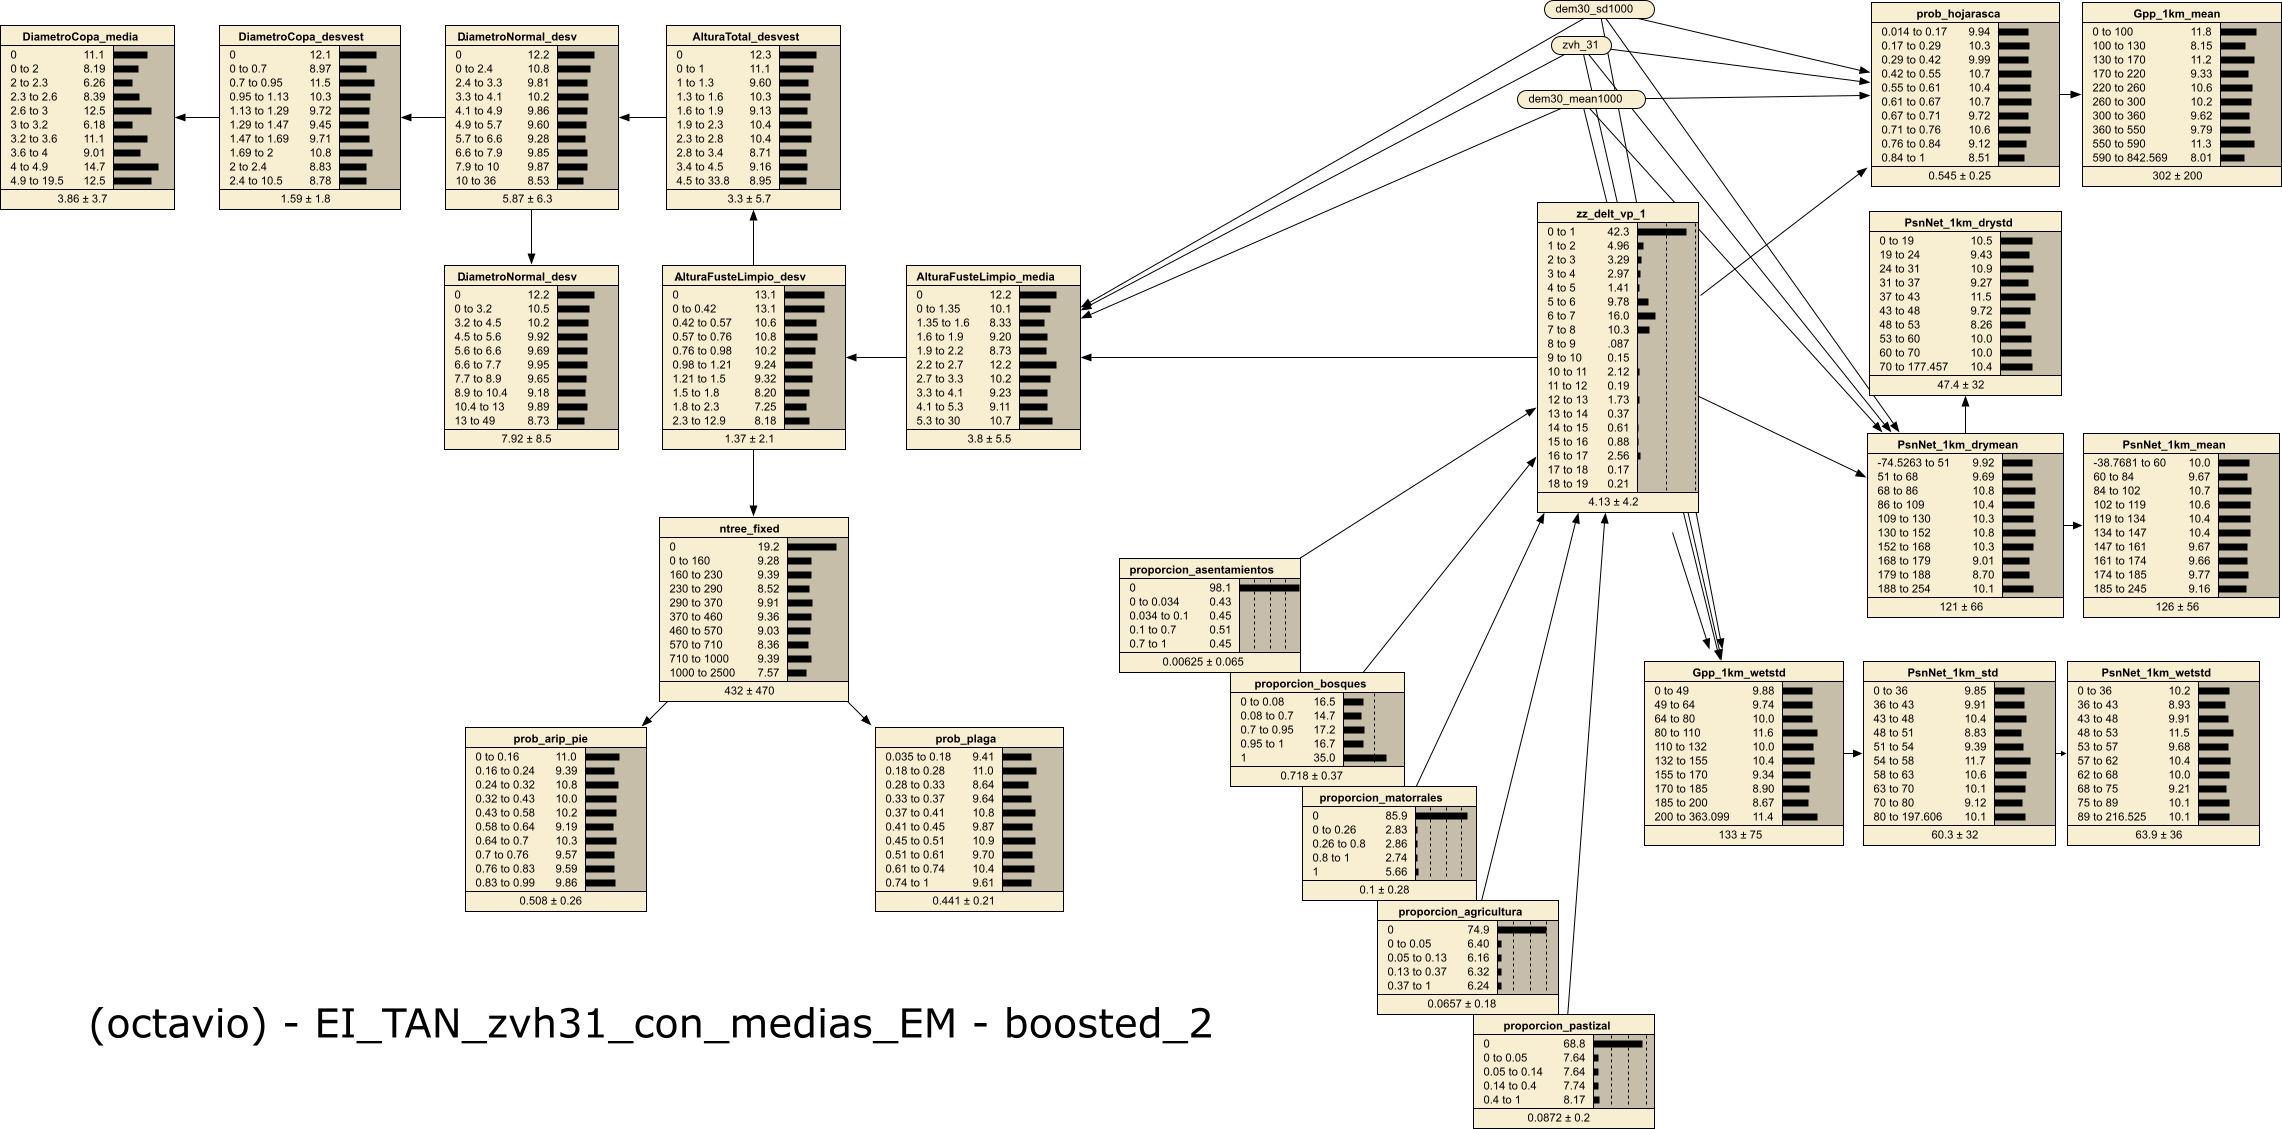 DiametroCopa_media
0 11.1
0 to 2 8.19
2 to 2.3 6.26
2.3 to 2.6 8.39
2.6 to 3 12.5
3 to 3.2 6.18
3.2 to 3.6 11.1
3.6 to 4 9.01
4 to 4.9 14.7
4.9 to 19.5 12.5
3.86 ± 3.7
DiametroCopa_desvest
0 12.1
0 to 0.7 8.97
0.7 to 0.95 11.5
0.95 to 1.13 10.3
1.13 to 1.29 9.72
1.29 to 1.47 9.45
1.47 to 1.69 9.71
1.69 to 2 10.8
2 to 2.4 8.83
2.4 to 10.5 8.78
1.59 ± 1.8
DiametroNormal_desv
0 12.2
0 to 2.4 10.8
2.4 to 3.3 9.81
3.3 to 4.1 10.2
4.1 to 4.9 9.86
4.9 to 5.7 9.60
5.7 to 6.6 9.28
6.6 to 7.9 9.85
7.9 to 10 9.87
10 to 36 8.53
5.87 ± 6.3
AlturaTotal_desvest
0 12.3
0 to 1 11.1
1 to 1.3 9.60
1.3 to 1.6 10.3
1.6 to 1.9 9.13
1.9 to 2.3 10.4
2.3 to 2.8 10.4
2.8 to 3.4 8.71
3.4 to 4.5 9.16
4.5 to 33.8 8.95
3.3 ± 5.7
dem30_sd1000
zvh_31
dem30_mean1000
prob_hojarasca
0.014 to 0.17 9.94
0.17 to 0.29 10.3
0.29 to 0.42 9.99
0.42 to 0.55 10.7
0.55 to 0.61 10.4
0.61 to 0.67 10.7
0.67 to 0.71 9.72
0.71 to 0.76 10.6
0.76 to 0.84 9.12
0.84 to 1 8.51
0.545 ± 0.25
Gpp_1km_mean
0 to 100 11.8
100 to 130 8.15
130 to 170 11.2
170 to 220 9.33
220 to 260 10.6
260 to 300 10.2
300 to 360 9.62
360 to 550 9.79
550 to 590 11.3
590 to 842.569 8.01
302 ± 200
DiametroNormal_desv
0 12.2
0 to 3.2 10.5
3.2 to 4.5 10.2
4.5 to 5.6 9.92
5.6 to 6.6 9.69
6.6 to 7.7 9.95
7.7 to 8.9 9.65
8.9 to 10.4 9.18
10.4 to 13 9.89
13 to 49 8.73
7.92 ± 8.5
AlturaFusteLimpio_desv
0 13.1
0 to 0.42 13.1
0.42 to 0.57 10.6
0.57 to 0.76 10.8
0.76 to 0.98 10.2
0.98 to 1.21 9.24
1.21 to 1.5 9.32
1.5 to 1.8 8.20
1.8 to 2.3 7.25
2.3 to 12.9 8.18
1.37 ± 2.1
AlturaFusteLimpio_media
0 12.2
0 to 1.35 10.1
1.35 to 1.6 8.33
1.6 to 1.9 9.20
1.9 to 2.2 8.73
2.2 to 2.7 12.2
2.7 to 3.3 10.2
3.3 to 4.1 9.23
4.1 to 5.3 9.11
5.3 to 30 10.7
3.8 ± 5.5
zz_delt_vp_1
0 to 1 42.3
1 to 2 4.96
2 to 3 3.29
3 to 4 2.97
4 to 5 1.41
5 to 6 9.78
6 to 7 16.0
7 to 8 10.3
8 to 9 .087
9 to 10 0.15
10 to 11 2.12
11 to 12 0.19
12 to 13 1.73
13 to 14 0.37
14 to 15 0.61
15 to 16 0.88
16 to 17 2.56
17 to 18 0.17
18 to 19 0.21
4.13 ± 4.2
PsnNet_1km_drystd
0 to 19 10.5
19 to 24 9.43
24 to 31 10.9
31 to 37 9.27
37 to 43 11.5
43 to 48 9.72
48 to 53 8.26
53 to 60 10.0
60 to 70 10.0
70 to 177.457 10.4
47.4 ± 32
PsnNet_1km_drymean
-74.5263 to 51 9.92
51 to 68 9.69
68 to 86 10.8
86 to 109 10.4
109 to 130 10.3
130 to 152 10.8
152 to 168 10.3
168 to 179 9.01
179 to 188 8.70
188 to 254 10.1
121 ± 66
PsnNet_1km_mean
-38.7681 to 60 10.0
60 to 84 9.67
84 to 102 10.7
102 to 119 10.6
119 to 134 10.4
134 to 147 10.4
147 to 161 9.67
161 to 174 9.66
174 to 185 9.77
185 to 245 9.16
126 ± 56
ntree_fixed
0 19.2
0 to 160 9.28
160 to 230 9.39
230 to 290 8.52
290 to 370 9.91
370 to 460 9.36
460 to 570 9.03
570 to 710 8.36
710 to 1000 9.39
1000 to 2500 7.57
432 ± 470
proporcion_asentamientos
0 98.1
0 to 0.034 0.43
0.034 to 0.1 0.45
0.1 to 0.7 0.51
0.7 to 1 0.45
0.00625 ± 0.065
proporcion_bosques
0 to 0.08 16.5
0.08 to 0.7 14.7
0.7 to 0.95 17.2
0.95 to 1 16.7
1 35.0
0.718 ± 0.37
proporcion_matorrales
0 85.9
0 to 0.26 2.83
0.26 to 0.8 2.86
0.8 to 1 2.74
1 5.66
0.1 ± 0.28
proporcion_agricultura
0 74.9
0 to 0.05 6.40
0.05 to 0.13 6.16
0.13 to 0.37 6.32
0.37 to 1 6.24
0.0657 ± 0.18
proporcion_pastizal
0 68.8
0 to 0.05 7.64
0.05 to 0.14 7.64
0.14 to 0.4 7.74
0.4 to 1 8.17
0.0872 ± 0.2
Gpp_1km_wetstd
0 to 49 9.88
49 to 64 9.74
64 to 80 10.0
80 to 110 11.6
110 to 132 10.0
132 to 155 10.4
155 to 170 9.34
170 to 185 8.90
185 to 200 8.67
200 to 363.099 11.4
133 ± 75
PsnNet_1km_std
0 to 36 9.85
36 to 43 9.91
43 to 48 10.4
48 to 51 8.83
51 to 54 9.39
54 to 58 11.7
58 to 63 10.6
63 to 70 10.1
70 to 80 9.12
80 to 197.606 10.1
60.3 ± 32
PsnNet_1km_wetstd
0 to 36 10.2
36 to 43 8.93
43 to 48 9.91
48 to 53 11.5
53 to 57 9.68
57 to 62 10.4
62 to 68 10.0
68 to 75 9.21
75 to 89 10.1
89 to 216.525 10.1
63.9 ± 36
prob_arip_pie
0 to 0.16 11.0
0.16 to 0.24 9.39
0.24 to 0.32 10.8
0.32 to 0.43 10.0
0.43 to 0.58 10.2
0.58 to 0.64 9.19
0.64 to 0.7 10.3
0.7 to 0.76 9.57
0.76 to 0.83 9.59
0.83 to 0.99 9.86
0.508 ± 0.26
prob_plaga
0.035 to 0.18 9.41
0.18 to 0.28 11.0
0.28 to 0.33 8.64
0.33 to 0.37 9.64
0.37 to 0.41 10.8
0.41 to 0.45 9.87
0.45 to 0.51 10.9
0.51 to 0.61 9.70
0.61 to 0.74 10.4
0.74 to 1 9.61
0.441 ± 0.21
(octavio) - EI_TAN_zvh31_con_medias_EM - boosted_2